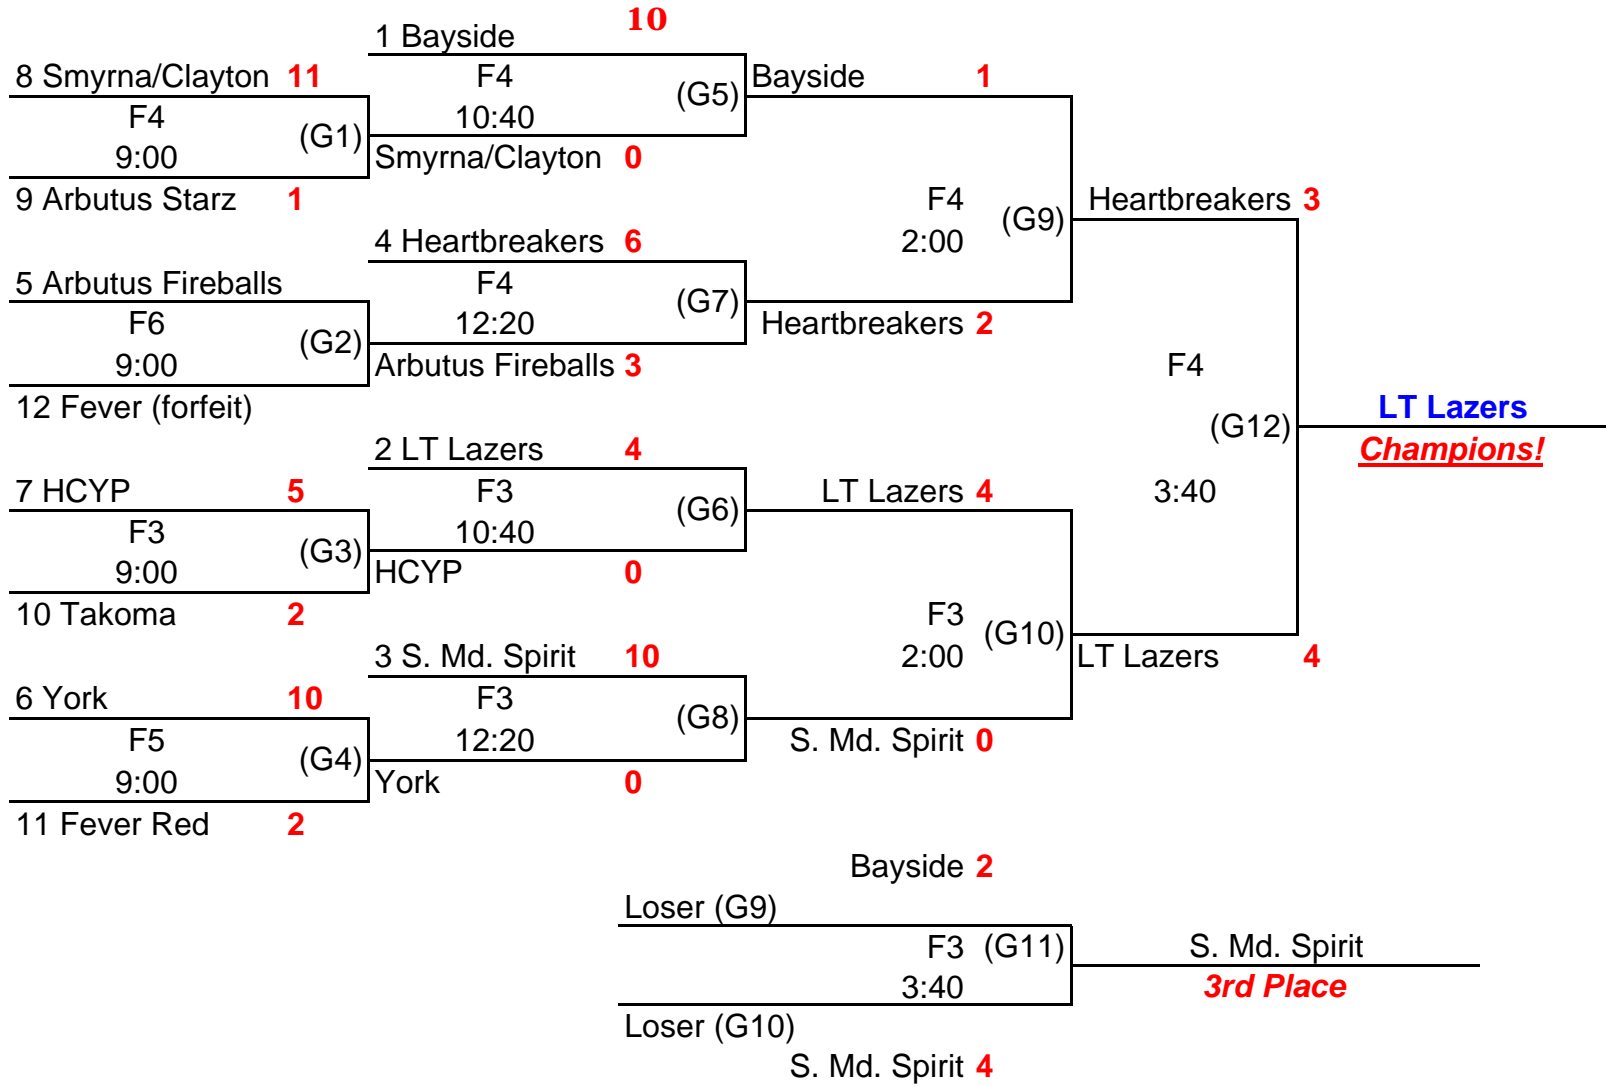 10
1 Bayside
8 Smyrna/Clayton 11
F4
Bayside 1
(G5)
F4
10:40
(G1)
9:00
Smyrna/Clayton 0
9 Arbutus Starz 1
F4
Heartbreakers 3
(G9)
4 Heartbreakers 6
2:00
5 Arbutus Fireballs
F4
(G7)
F6
12:20
Heartbreakers 2
(G2)
9:00
Arbutus Fireballs 3
F4
12 Fever (forfeit)
LT Lazers
(G12)
2 LT Lazers 4
Champions!
7 HCYP 5
F3
LT Lazers 4
3:40
(G6)
F3
10:40
(G3)
9:00
HCYP 0
10 Takoma 2
F3
(G10)
3 S. Md. Spirit 10
2:00
LT Lazers 4
6 York 10
F3
(G8)
F5
12:20
S. Md. Spirit 0
(G4)
9:00
York 0
11 Fever Red 2
Bayside 2
Loser (G9)
F3 (G11)
S. Md. Spirit
3:40
3rd Place
Loser (G10)
S. Md. Spirit 4